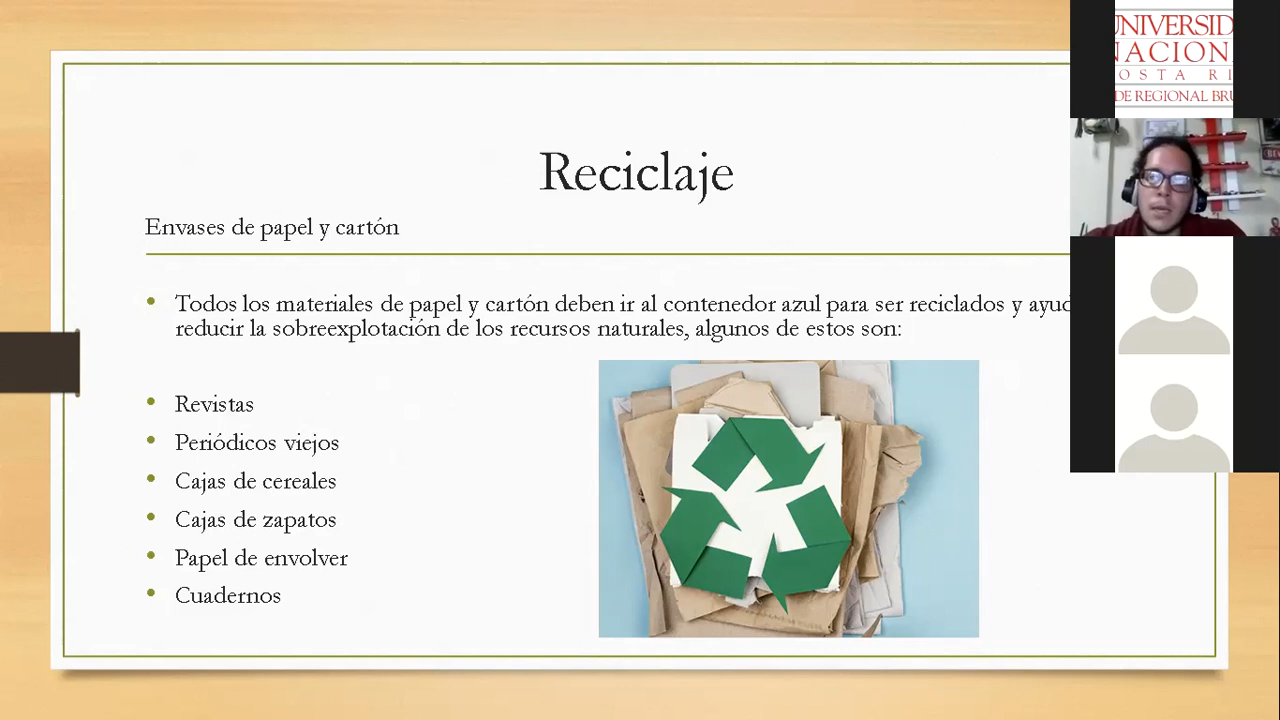 Reciclaje
Envases de papel y cartón
Todos los materiales de papel y cartón deben ir al contenedor azul para ser reciclados y ayud
reducir la sobreexplotación de los recursos naturales, algunos de estos son:
Revistas
Periódicos viejos
Cajas de cereales
Cajas de zapatos
Papel de envolver
Cuadernos
UNIVERSID
NACION
OSTA RI
DE REGIONAL BRU